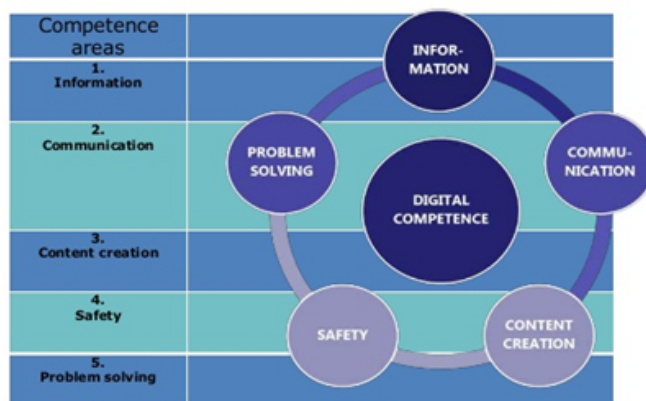 Competence
areas
1.
Information
2.
Communication
3.
Content creation
4.
Safety
5.
Problem solving
INFOR-
MATION
PROBLEM
SOLVING
COMMU-
NICATION
DIGITAL
COMPETENCE
SAFETY
CONTENT
CREATION